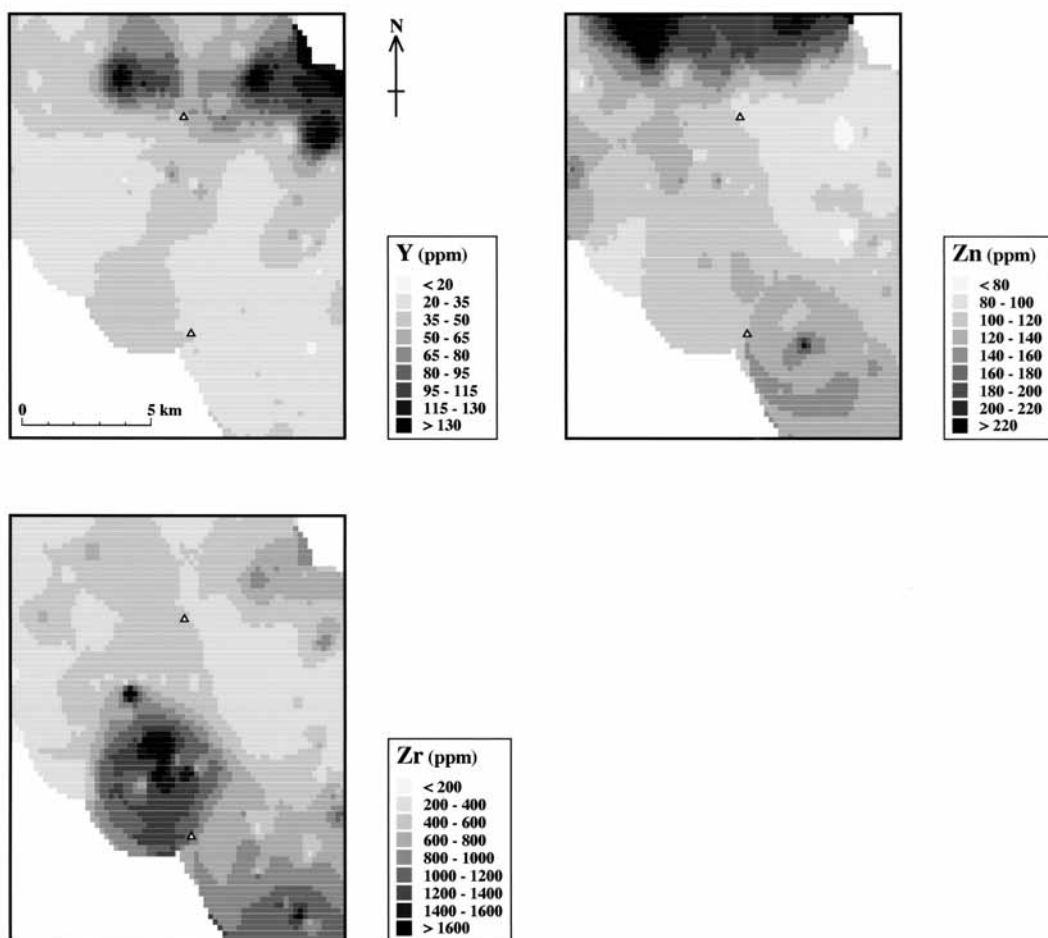 N
Y (ppm)
< 20
20 - 35
35 - 50
50 - 65
65 - 80
80 - 95
95 - 115
115 - 130
> 130
0 5 km
Zn (ppm)
< 80
80 - 100
100 - 120
120 - 140
140 - 160
160 - 180
180 - 200
200 - 220
> 220
Zr (ppm)
< 200
200 - 400
400 - 600
600 - 800
800 - 1000
1000 - 1200
1200 - 1400
1400 - 1600
> 1600